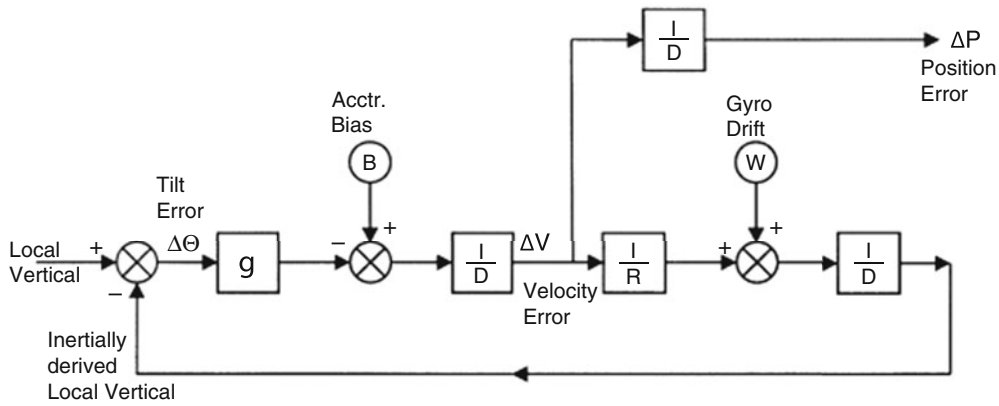 I
D
ΔP
Position
Error
Acctr.
Bias
B
+
Gyro
Drift
W
+
Tilt
Error
ΔΘ
Local
Vertical
+
−
g
−
I
D
ΔV
Velocity
Error
I
R
+
I
D
Inertially
derived
Local Vertical